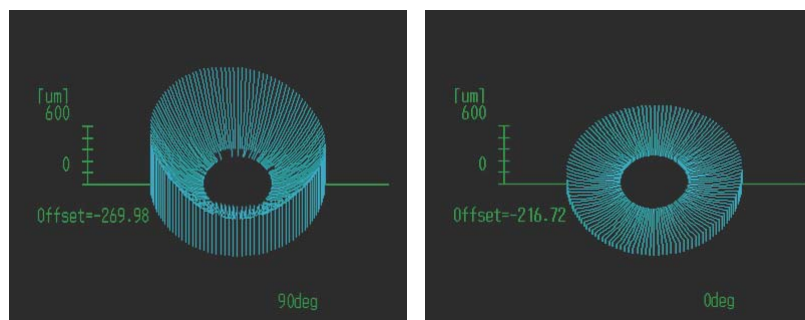 [um]
600
0
Offset=-269.98
90deg
[um]
600
0
Offset=-216.72
0deg